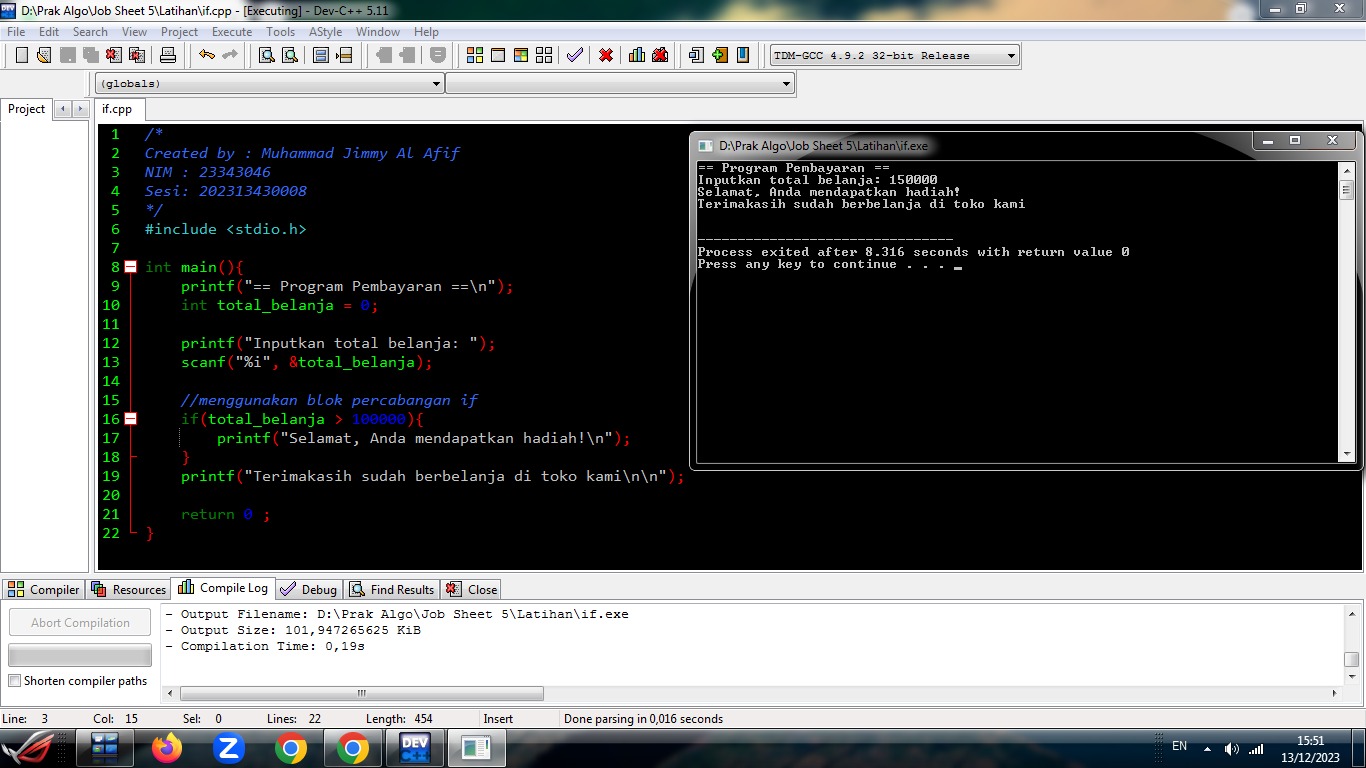 D:\Prak Algo\Job Sheet 5\Latihan\if.cpp - [Executing] - Dev-C++ 5.11
File Edit Search View Project Execute Tools AStyle Window Help
TDM-GCC 4.9.2 32-bit Release
(globals)
Project
if.cpp
1 /*
2 Created by : Muhammad Jimmy Al Afif
3 NIM : 23343046
4 Sesi: 202313430008
5 */
6 #include <stdio.h>
7
8 int main(){
9 printf("== Program Pembayaran ==\n");
10 int total_belanja = 0;
11
12 printf("Inputkan total belanja: ");
13 scanf("%i", &total_belanja);
14
15 //menggunakan blok percabangan if
16 if(total_belanja > 100000){
17 printf("Selamat, Anda mendapatkan hadiah!\n");
18 }
19 printf("Terimakasih sudah berbelanja di toko kami\n\n");
20
21 return 0 ;
22 }
D:\Prak Algo\Job Sheet 5\Latihan\if.exe
== Program Pembayaran ==
Inputkan total belanja: 150000
Selamat, Anda mendapatkan hadiah!
Terimakasih sudah berbelanja di toko kami
--------------------------------
Process exited after 8.316 seconds with return value 0
Press any key to continue . . .
Compiler Resources Compile Log Debug Find Results Close
Abort Compilation
Shorten compiler paths
- Output Filename: D:\Prak Algo\Job Sheet 5\Latihan\if.exe
- Output Size: 101,947265625 KiB
- Compilation Time: 0,19s
Line: 3 Col: 15 Sel: 0 Lines: 22 Length: 454 Insert Done parsing in 0,016 seconds
DEV C++
EN
15:51
13/12/2023